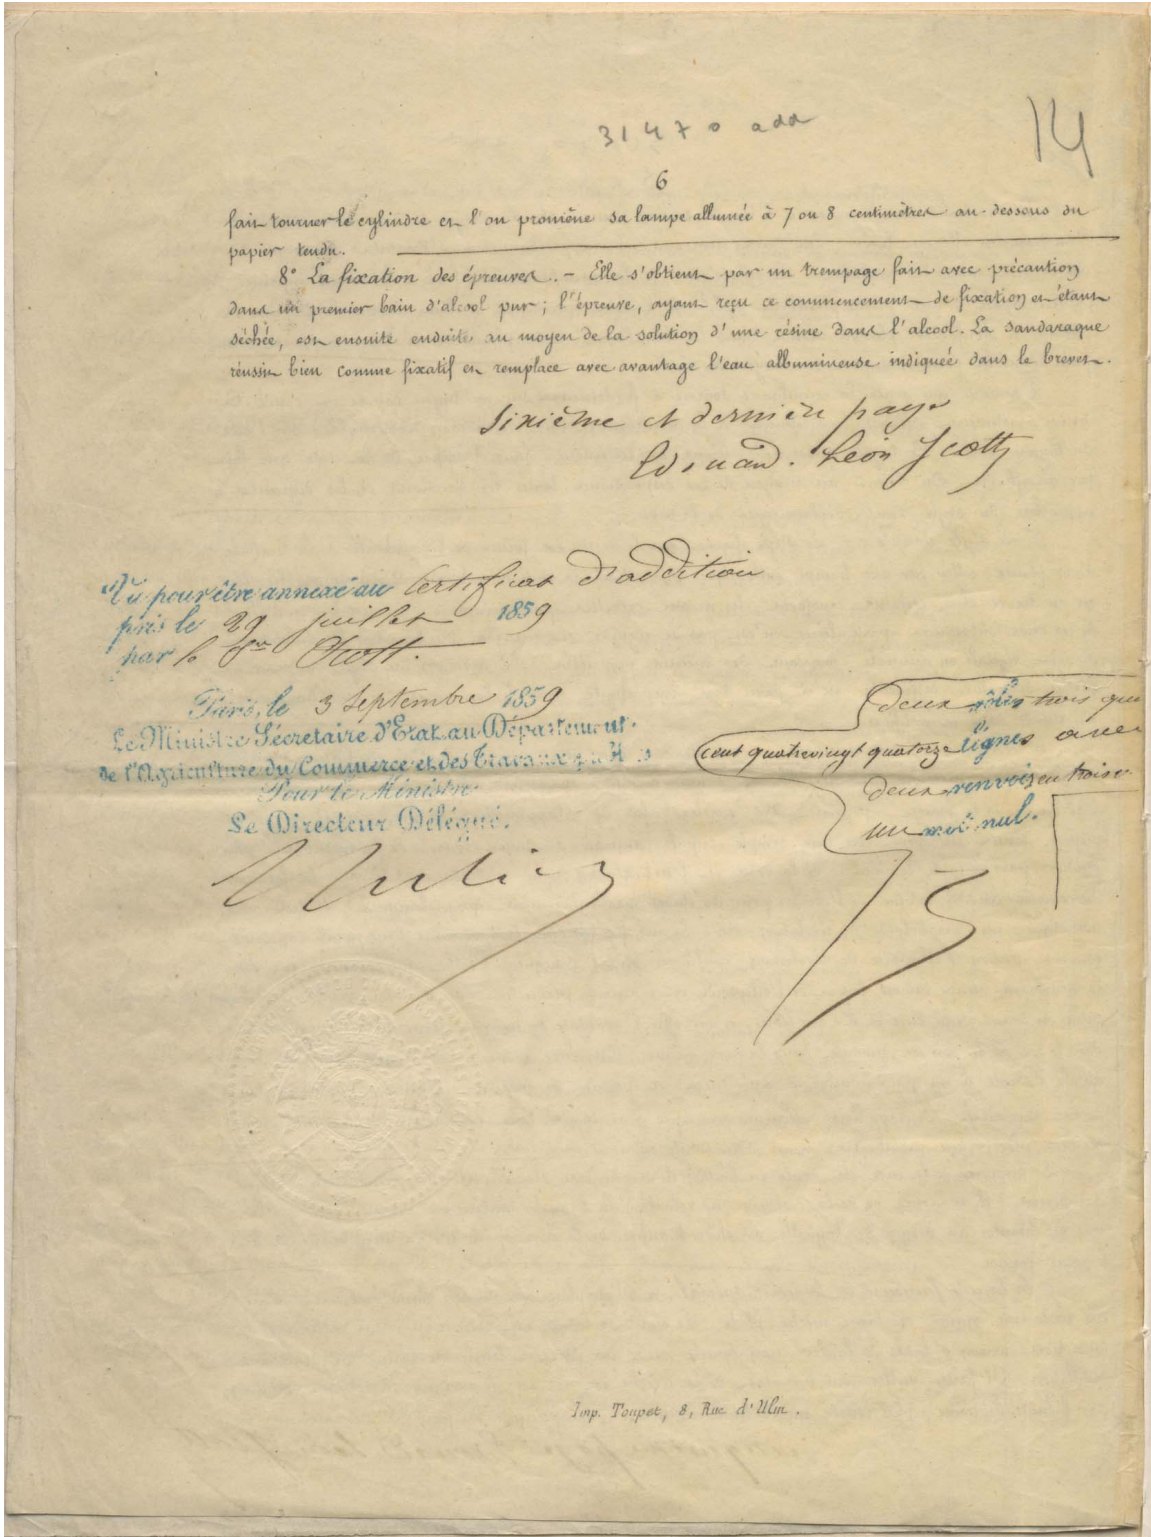 31470 add
14
6
fait tourner le cylindre et l'on promène sa lampe allumée à 7 ou 8 centimètres au-dessous du
papier tendu.
8° La fixation des épreuves. - Elle s'obtient par un trempage fait avec précaution
dans un premier bain d'alcool pur; l'épreuve, ayant reçu ce commencement de fixation et étant
séchée, est ensuite enduite au moyen de la solution d'une résine dans l'alcool. La sandaraque
réussit bien comme fixatif et remplace avec avantage l'eau albumineuse indiquée dans le brevet.
Sixième et dernière page
Edouard. Léon Scott
Vu pour être annexé au Certificat d'addition
pris le 29 juillet 1859
par le Sr Scott.
Paris, le 3 Septembre 1859
Le Ministre Secretaire d'Etat au Département
de l'Agriculture du Commerce et des Travaux
Pour le Ministre
Le Directeur Délégué.
deux rôles trois qu
cent quatrevingt quatorze lignes avec
deux renvois en trois
un mot nul.
Imp. Toupet, 8, Rue d'Ulm.